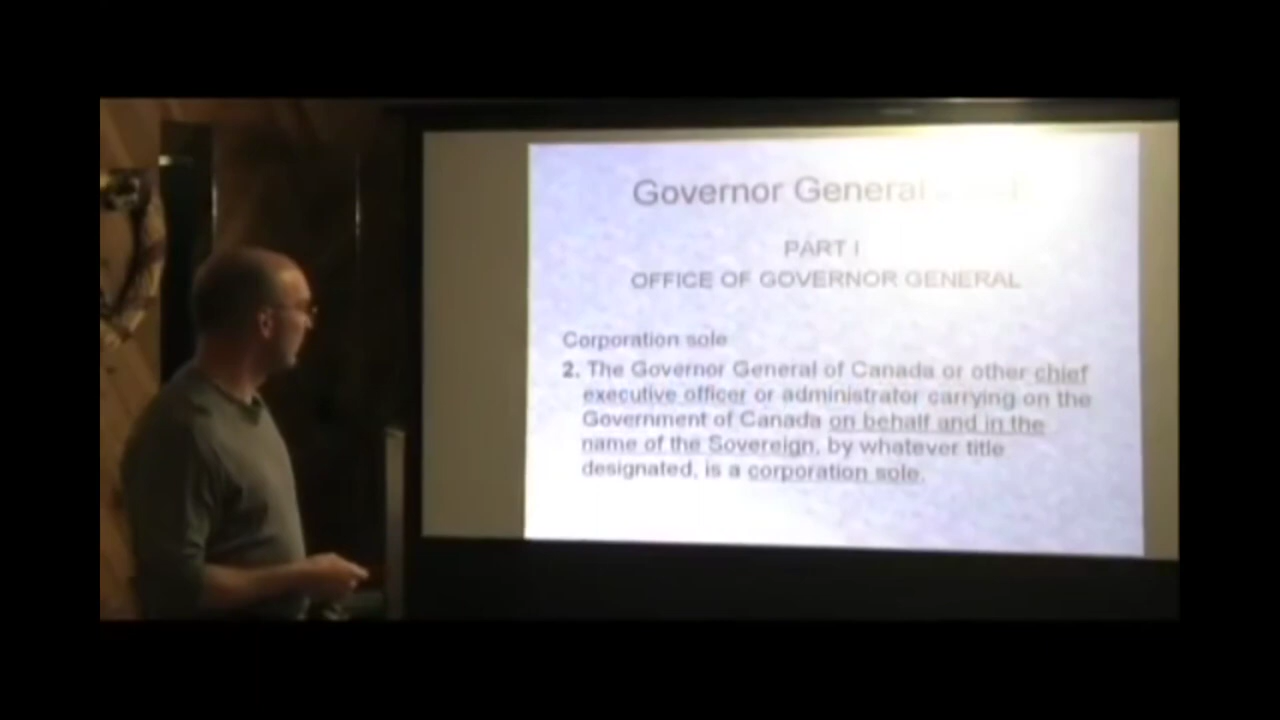 Governor General
PART I
OFFICE OF GOVERNOR GENERAL
Corporation sole
2. The Governor General of Canada or other chief
executive officer or administrator carrying on the
Government of Canada on behalf and in the
name of the Sovereign, by whatever title
designated, is a corporation sole.